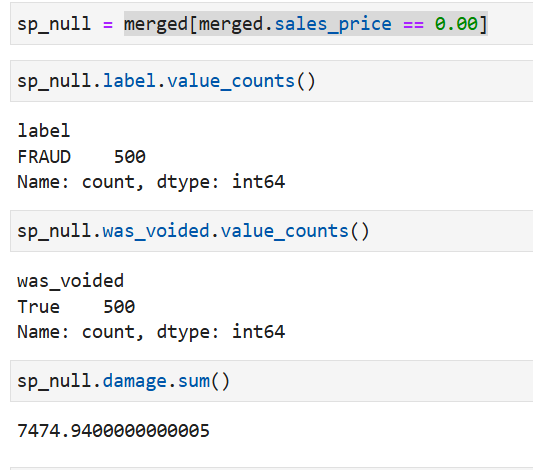 sp_null = merged[merged.sales_price == 0.00]
sp_null.label.value_counts()
label
FRAUD    500
Name: count, dtype: int64
sp_null.was_voided.value_counts()
was_voided
True    500
Name: count, dtype: int64
sp_null.damage.sum()
7474.9400000000005